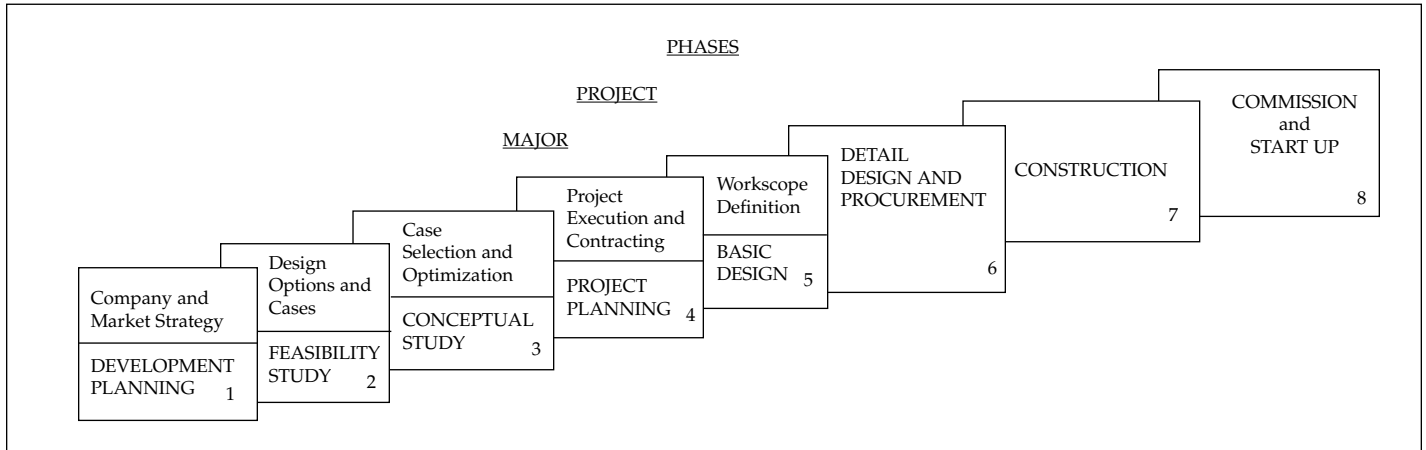 PHASES
PROJECT
MAJOR
Company and
Market Strategy
DEVELOPMENT
PLANNING 1
Design
Options and
Cases
FEASIBILITY
STUDY 2
Case
Selection and
Optimization
CONCEPTUAL
STUDY 3
Project
Execution and
Contracting
PROJECT
PLANNING 4
Workscope
Definition
BASIC
DESIGN 5
DETAIL
DESIGN AND
PROCUREMENT
6
CONSTRUCTION
7
COMMISSION
and
START UP
8